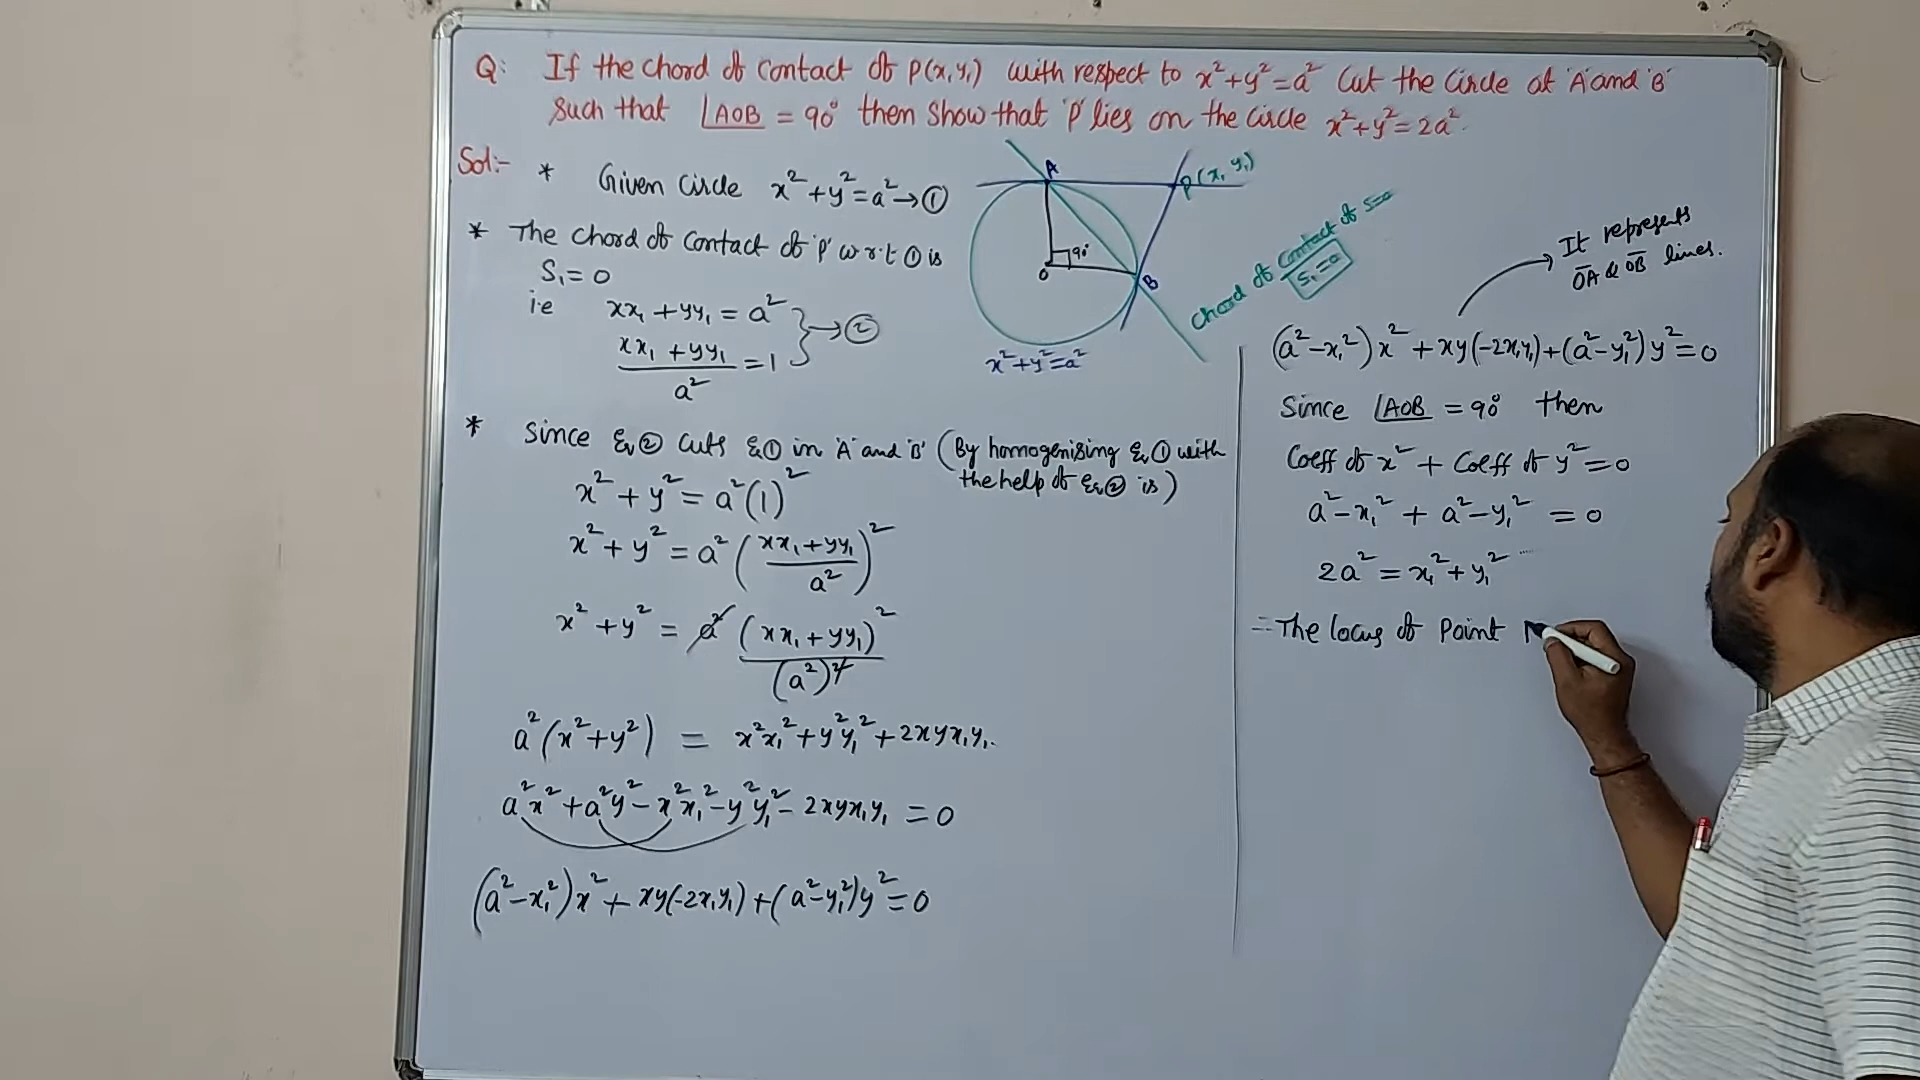 Q: If the chord of contact of P(x₁y₁) with respect to x²+y²=a² Cut the Circle at 'A' and 'B'
such that ∠AOB = 90° then show that 'P' lies on the circle x²+y²=2a².
Sol:- * Given Circle x²+y²=a² → ①
* The chord of Contact of 'P' w.r.t ① is
S₁=0
i.e xx₁+yy₁=a²
(xx₁+yy₁)/a² = 1 } → ②
A
P(x₁ y₁)
90°
O
B
x²+y²=a²
Chord of Contact of S=0
S₁=0
* Since Eq② cuts Eq① in 'A' and 'B' (By homogenising Eq① with
the help of Eq② is)
x²+y² = a²(1)²
x²+y² = a²((xx₁+yy₁)/a²)²
x²+y² = a² (xx₁+yy₁)²/(a²)²
a²(x²+y²) = x²x₁²+y²y₁²+2xyx₁y₁.
a²x²+a²y²-x²x₁²-y²y₁²-2xyx₁y₁ = 0
(a²-x₁²)x²+xy(-2x₁y₁)+(a²-y₁²)y²=0
It represents
OA & OB lines.
(a²-x₁²)x²+xy(-2x₁y₁)+(a²-y₁²)y²=0
Since ∠AOB = 90° then
Coeff of x² + Coeff of y² = 0
a²-x₁² + a²-y₁² = 0
2a² = x₁²+y₁²
∴ The locus of Point